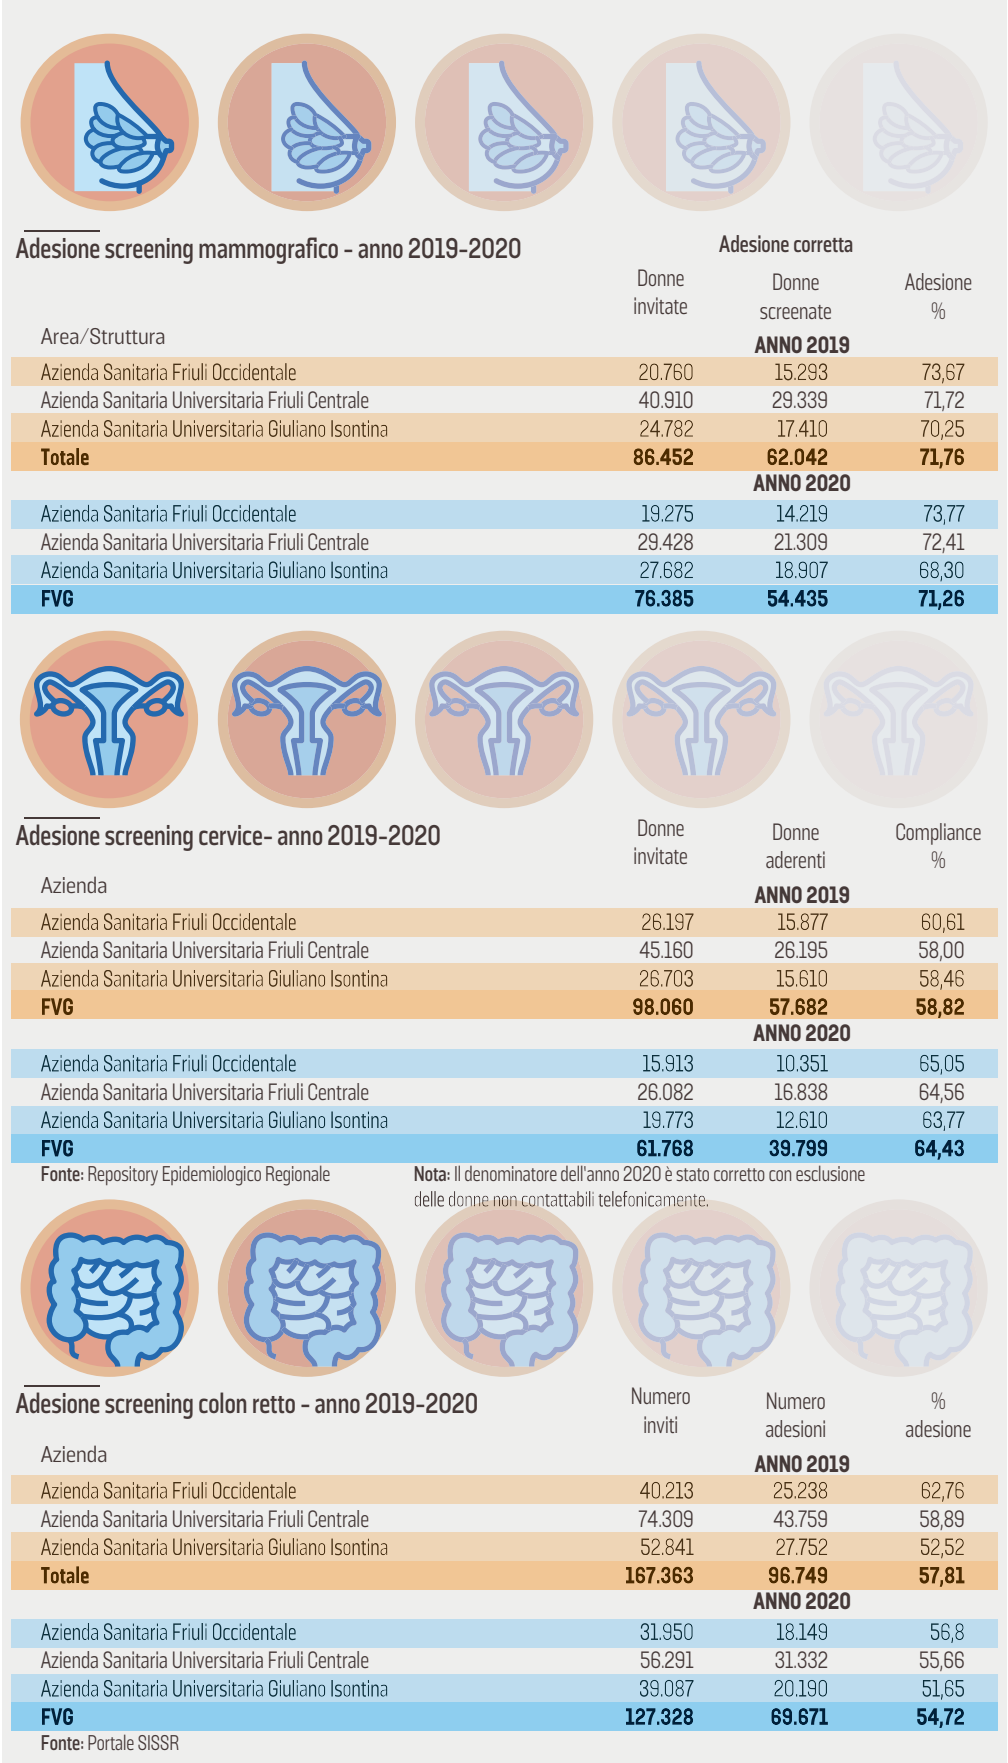 Adesione screening mammografico - anno 2019-2020
Adesione corretta
Donne invitate Donne screenate Adesione %
Area/Struttura
ANNO 2019
Azienda Sanitaria Friuli Occidentale 20.760 15.293 73,67
Azienda Sanitaria Universitaria Friuli Centrale 40.910 29.339 71,72
Azienda Sanitaria Universitaria Giuliano Isontina 24.782 17.410 70,25
Totale 86.452 62.042 71,76
ANNO 2020
Azienda Sanitaria Friuli Occidentale 19.275 14.219 73,77
Azienda Sanitaria Universitaria Friuli Centrale 29.428 21.309 72,41
Azienda Sanitaria Universitaria Giuliano Isontina 27.682 18.907 68,30
FVG 76.385 54.435 71,26
Adesione screening cervice- anno 2019-2020
Donne invitate Donne aderenti Compliance %
Azienda
ANNO 2019
Azienda Sanitaria Friuli Occidentale 26.197 15.877 60,61
Azienda Sanitaria Universitaria Friuli Centrale 45.160 26.195 58,00
Azienda Sanitaria Universitaria Giuliano Isontina 26.703 15.610 58,46
FVG 98.060 57.682 58,82
ANNO 2020
Azienda Sanitaria Friuli Occidentale 15.913 10.351 65,05
Azienda Sanitaria Universitaria Friuli Centrale 26.082 16.838 64,56
Azienda Sanitaria Universitaria Giuliano Isontina 19.773 12.610 63,77
FVG 61.768 39.799 64,43
Fonte: Repository Epidemiologico Regionale
Nota: Il denominatore dell'anno 2020 è stato corretto con esclusione
delle donne non contattabili telefonicamente.
Adesione screening colon retto - anno 2019-2020
Numero inviti Numero adesioni % adesione
Azienda
ANNO 2019
Azienda Sanitaria Friuli Occidentale 40.213 25.238 62,76
Azienda Sanitaria Universitaria Friuli Centrale 74.309 43.759 58,89
Azienda Sanitaria Universitaria Giuliano Isontina 52.841 27.752 52,52
Totale 167.363 96.749 57,81
ANNO 2020
Azienda Sanitaria Friuli Occidentale 31.950 18.149 56,8
Azienda Sanitaria Universitaria Friuli Centrale 56.291 31.332 55,66
Azienda Sanitaria Universitaria Giuliano Isontina 39.087 20.190 51,65
FVG 127.328 69.671 54,72
Fonte: Portale SISSR